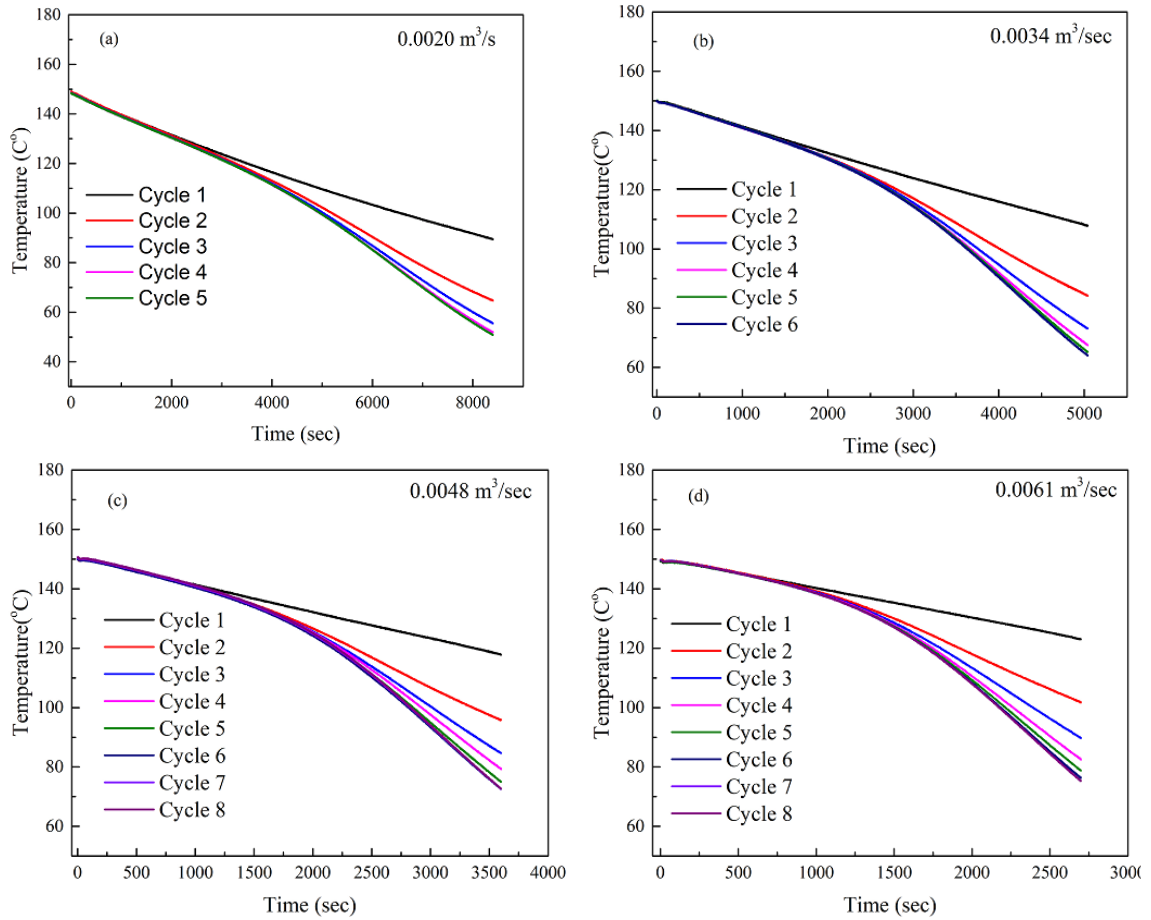 (a)
0.0020 m³/s
180
160
140
120
100
80
60
40
Temperature (C°)
Cycle 1
Cycle 2
Cycle 3
Cycle 4
Cycle 5
0 2000 4000 6000 8000
Time (sec)
(b)
0.0034 m³/sec
180
160
140
120
100
80
60
Temperature(C°)
Cycle 1
Cycle 2
Cycle 3
Cycle 4
Cycle 5
Cycle 6
0 1000 2000 3000 4000 5000
Time (sec)
(c)
0.0048 m³/sec
180
160
140
120
100
80
60
Temperature(°C)
Cycle 1
Cycle 2
Cycle 3
Cycle 4
Cycle 5
Cycle 6
Cycle 7
Cycle 8
0 500 1000 1500 2000 2500 3000 3500 4000
Time (sec)
(d)
0.0061 m³/sec
180
160
140
120
100
80
60
Temperature (C°)
Cycle 1
Cycle 2
Cycle 3
Cycle 4
Cycle 5
Cycle 6
Cycle 7
Cycle 8
0 500 1000 1500 2000 2500 3000
Time (sec)